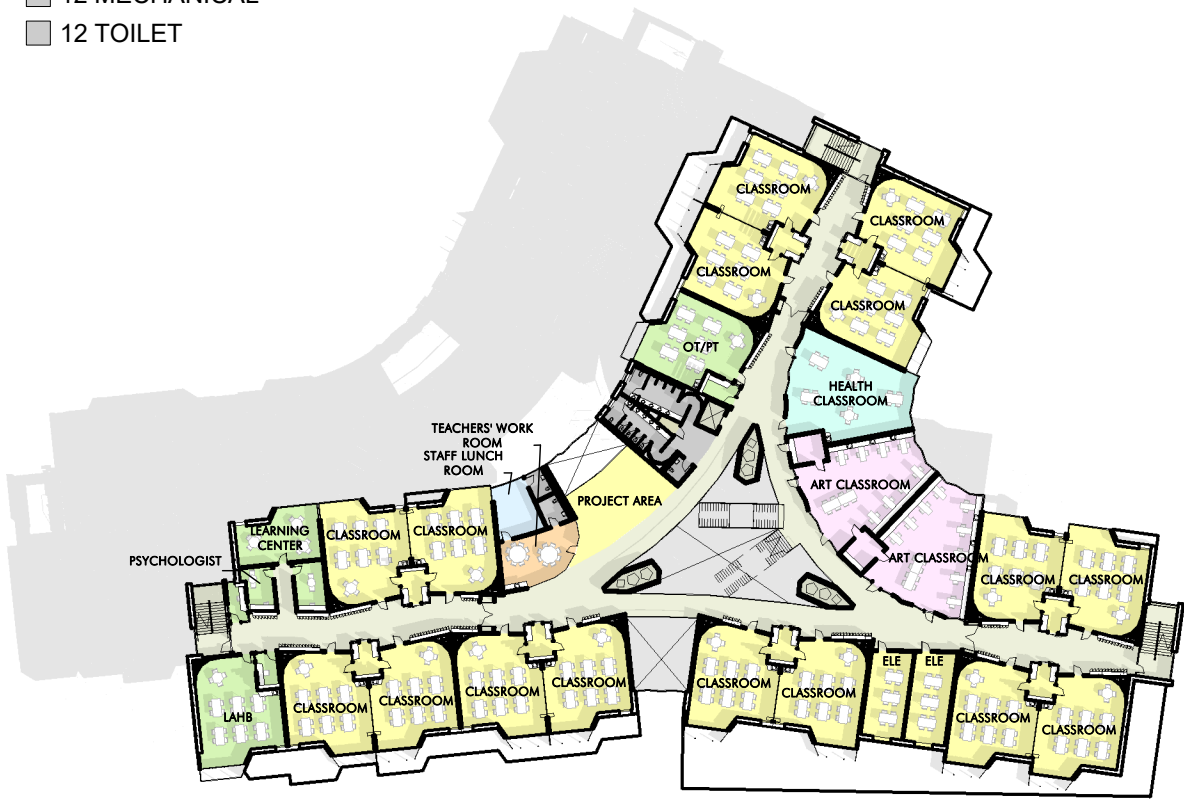 12 MECHANICAL
12 TOILET
CLASSROOM
CLASSROOM
CLASSROOM
CLASSROOM
OT/PT
HEALTH
CLASSROOM
TEACHERS' WORK
ROOM
STAFF LUNCH
ROOM
ART CLASSROOM
PROJECT AREA
LEARNING
CENTER
CLASSROOM
CLASSROOM
ART CLASSROOM
PSYCHOLOGIST
CLASSROOM
CLASSROOM
ELE
ELE
CLASSROOM
CLASSROOM
CLASSROOM
CLASSROOM
CLASSROOM
CLASSROOM
LAHB
CLASSROOM
CLASSROOM